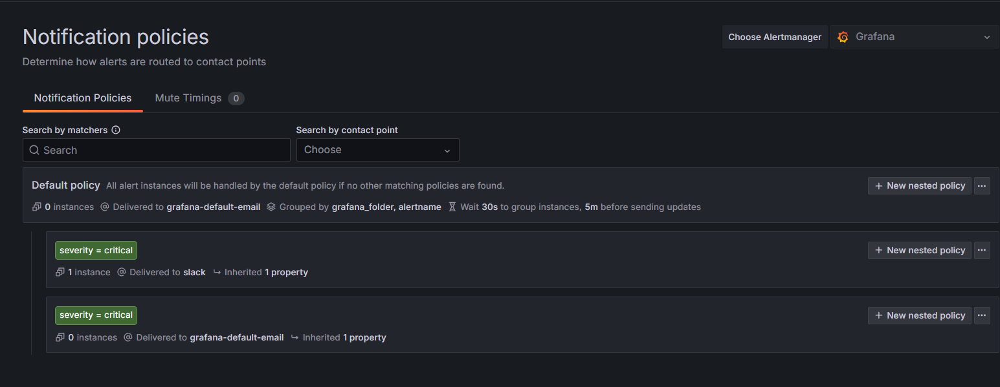 Notification policies
Choose Alertmanager Grafana
Determine how alerts are routed to contact points
Notification Policies Mute Timings 0
Search by matchers Search by contact point
Search Choose
Default policy All alert instances will be handled by the default policy if no other matching policies are found. + New nested policy ...
0 instances @ Delivered to grafana-default-email Grouped by grafana_folder, alertname Wait 30s to group instances, 5m before sending updates
severity = critical + New nested policy ...
1 instance @ Delivered to slack Inherited 1 property
severity = critical + New nested policy ...
0 instances @ Delivered to grafana-default-email Inherited 1 property